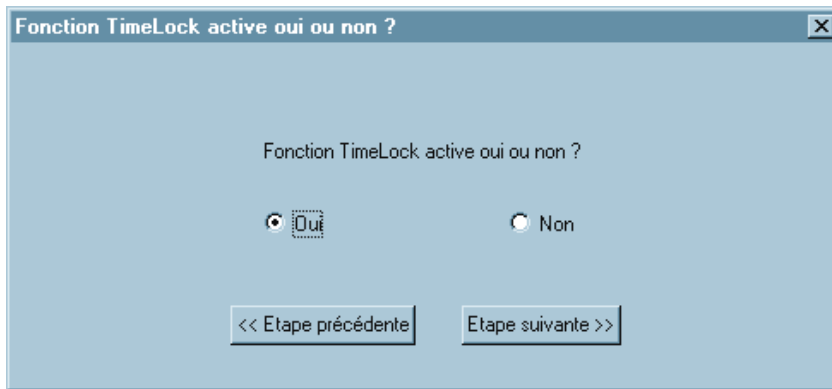 Fonction TimeLock active oui ou non ?
Fonction TimeLock active oui ou non ?
Oui
Non
<< Etape précédente
Etape suivante >>